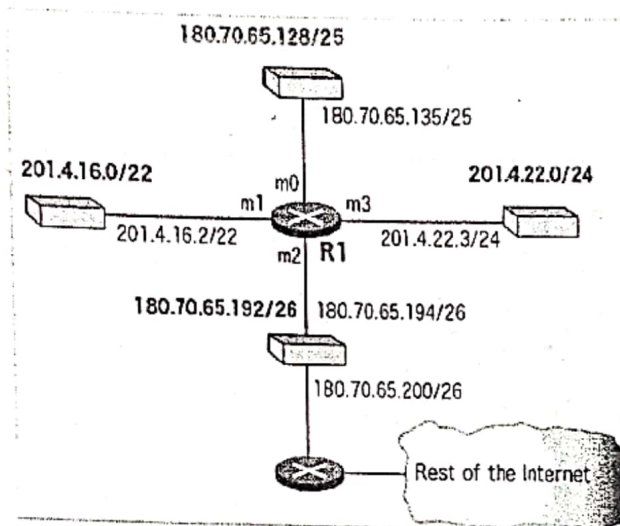 180.70.65.128/25
180.70.65.135/25
201.4.16.0/22
201.4.22.0/24
m0
m1
m3
201.4.16.2/22
201.4.22.3/24
m2
R1
180.70.65.192/26
180.70.65.194/26
180.70.65.200/26
Rest of the Internet